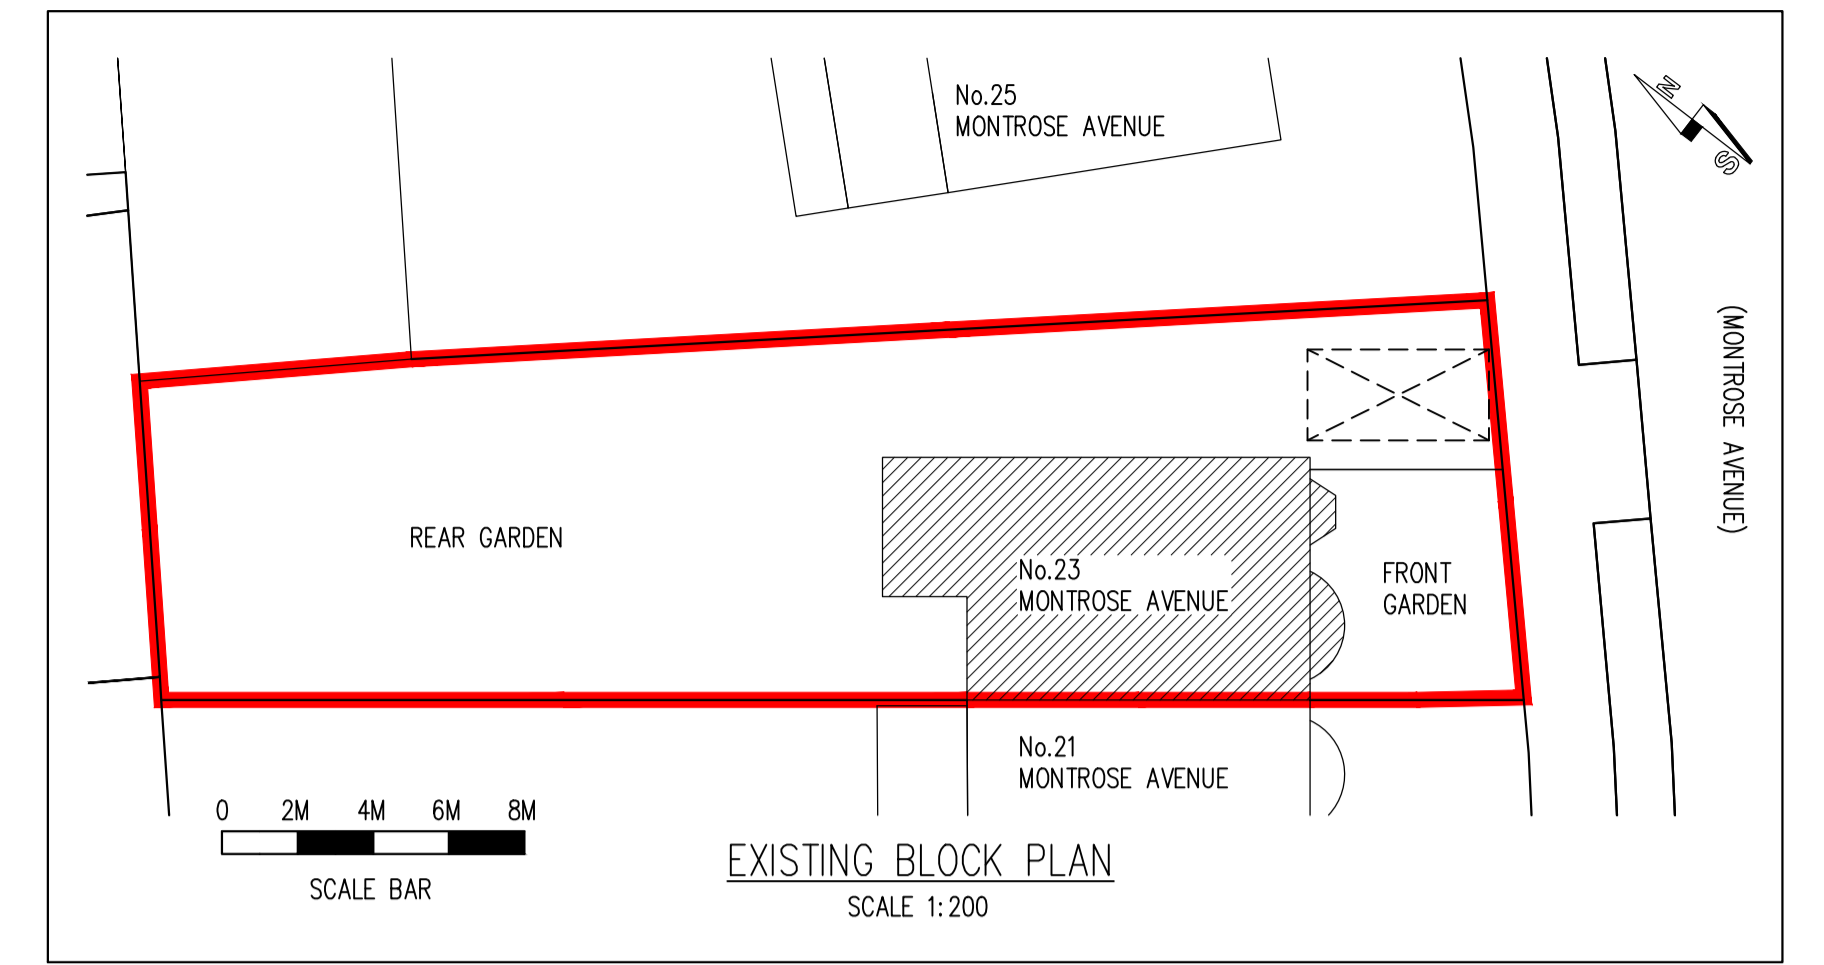 No.25
MONTROSE AVENUE
N
S
(MONTROSE AVENUE)
REAR GARDEN
No.23
MONTROSE AVENUE
FRONT
GARDEN
No.21
MONTROSE AVENUE
0 2M 4M 6M 8M
SCALE BAR
EXISTING BLOCK PLAN
SCALE 1:200